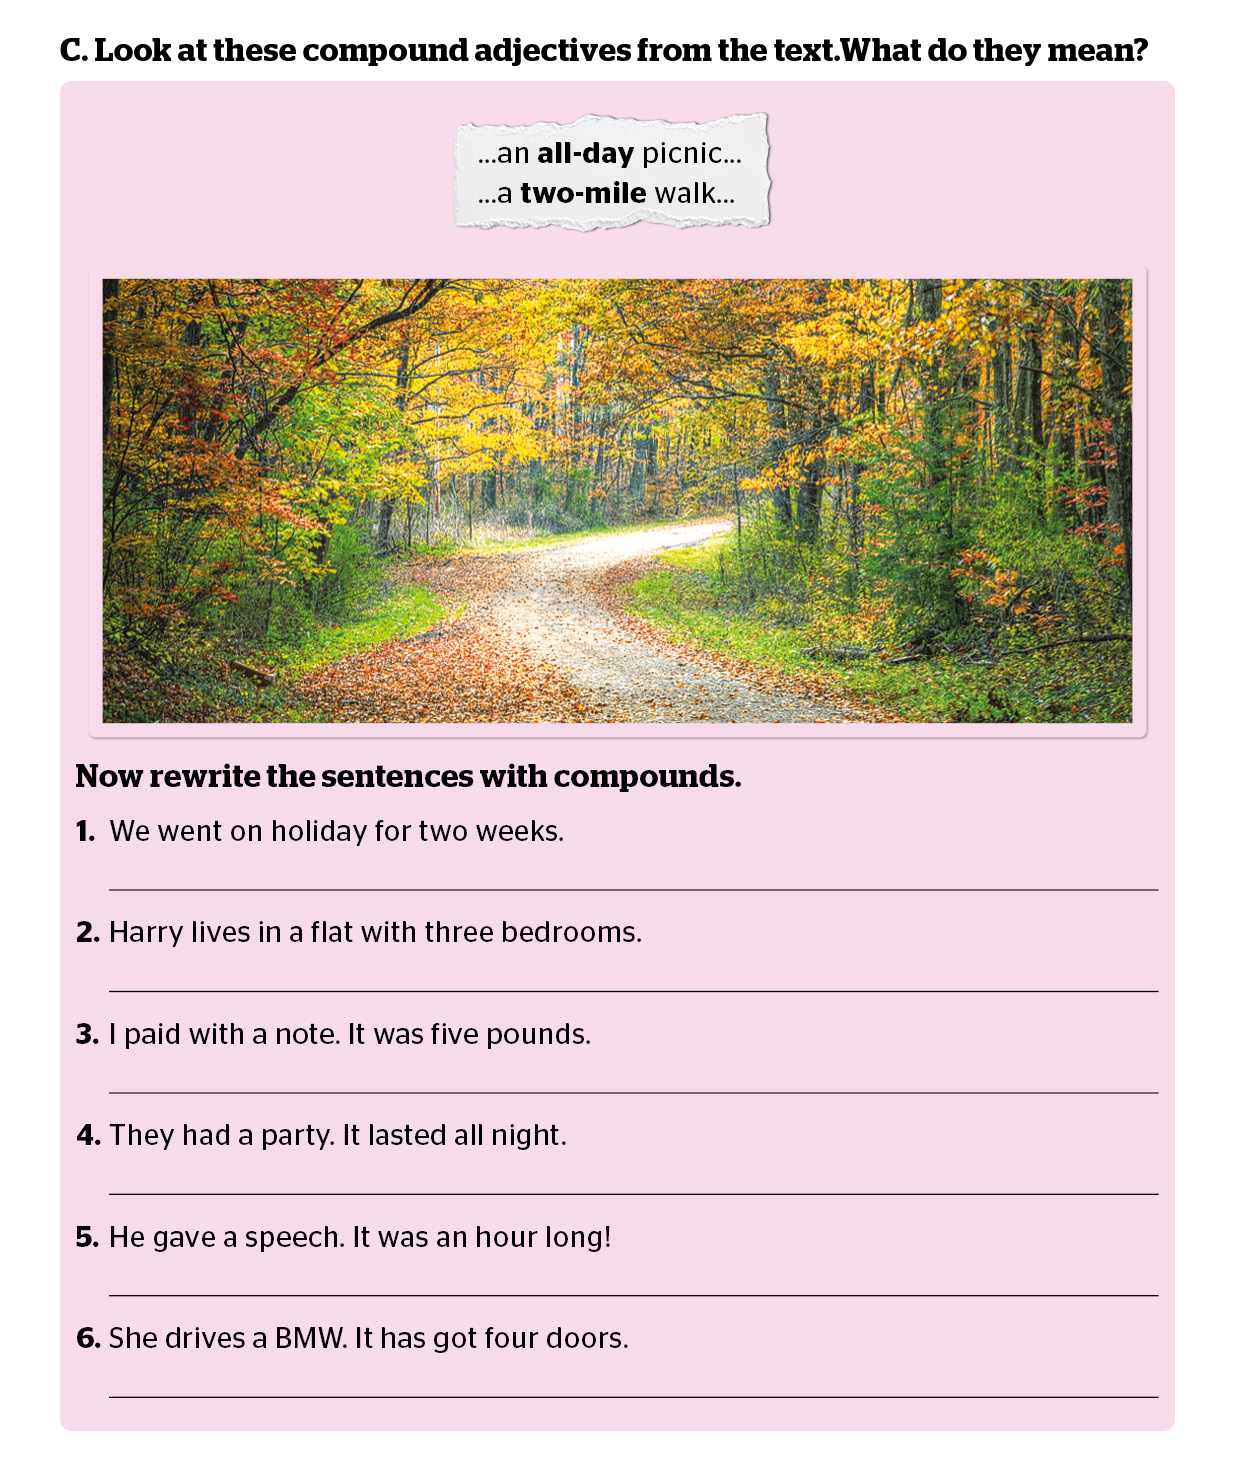 C. Look at these compound adjectives from the text.What do they mean?
...an all-day picnic...
...a two-mile walk...
Now rewrite the sentences with compounds.
1. We went on holiday for two weeks.
2. Harry lives in a flat with three bedrooms.
3. I paid with a note. It was five pounds.
4. They had a party. It lasted all night.
5. He gave a speech. It was an hour long!
6. She drives a BMW. It has got four doors.